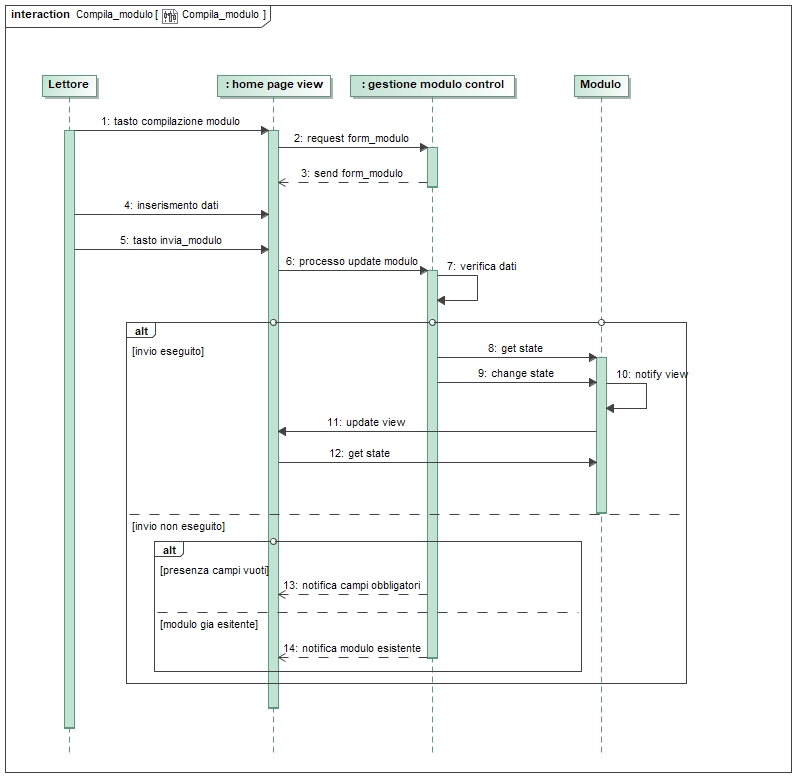 interaction Compila_modulo [ Compila_modulo ]
Lettore
: home page view
: gestione modulo control
Modulo
1: tasto compilazione modulo
2: request form_modulo
3: send form_modulo
4: inserismento dati
5: tasto invia_modulo
6: processo update modulo
7: verifica dati
alt
[invio eseguito]
8: get state
9: change state
10: notify view
11: update view
12: get state
[invio non eseguito]
alt
[presenza campi vuoti]
13: notifica campi obbligatori
[modulo gia esitente]
14: notifica modulo esistente